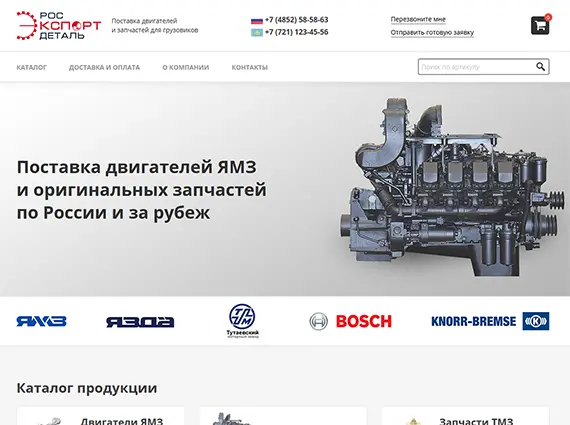 РОС
ЭКСПОРТ
ДЕТАЛЬ
Поставка двигателей
и запчастей для грузовиков
+7 (4852) 58-58-63
+7 (721) 123-45-56
Перезвоните мне
Отправить готовую заявку
0
КАТАЛОГ
ДОСТАВКА И ОПЛАТА
О КОМПАНИИ
КОНТАКТЫ
Поиск по артикулу
Поставка двигателей ЯМЗ
и оригинальных запчастей
по России и за рубеж
ЯМЗ
ЯЗДА
Тутаевский
моторный завод
BOSCH
KNORR-BREMSE
Каталог продукции
Двигатели ЯМЗ
Запчасти ТМЗ